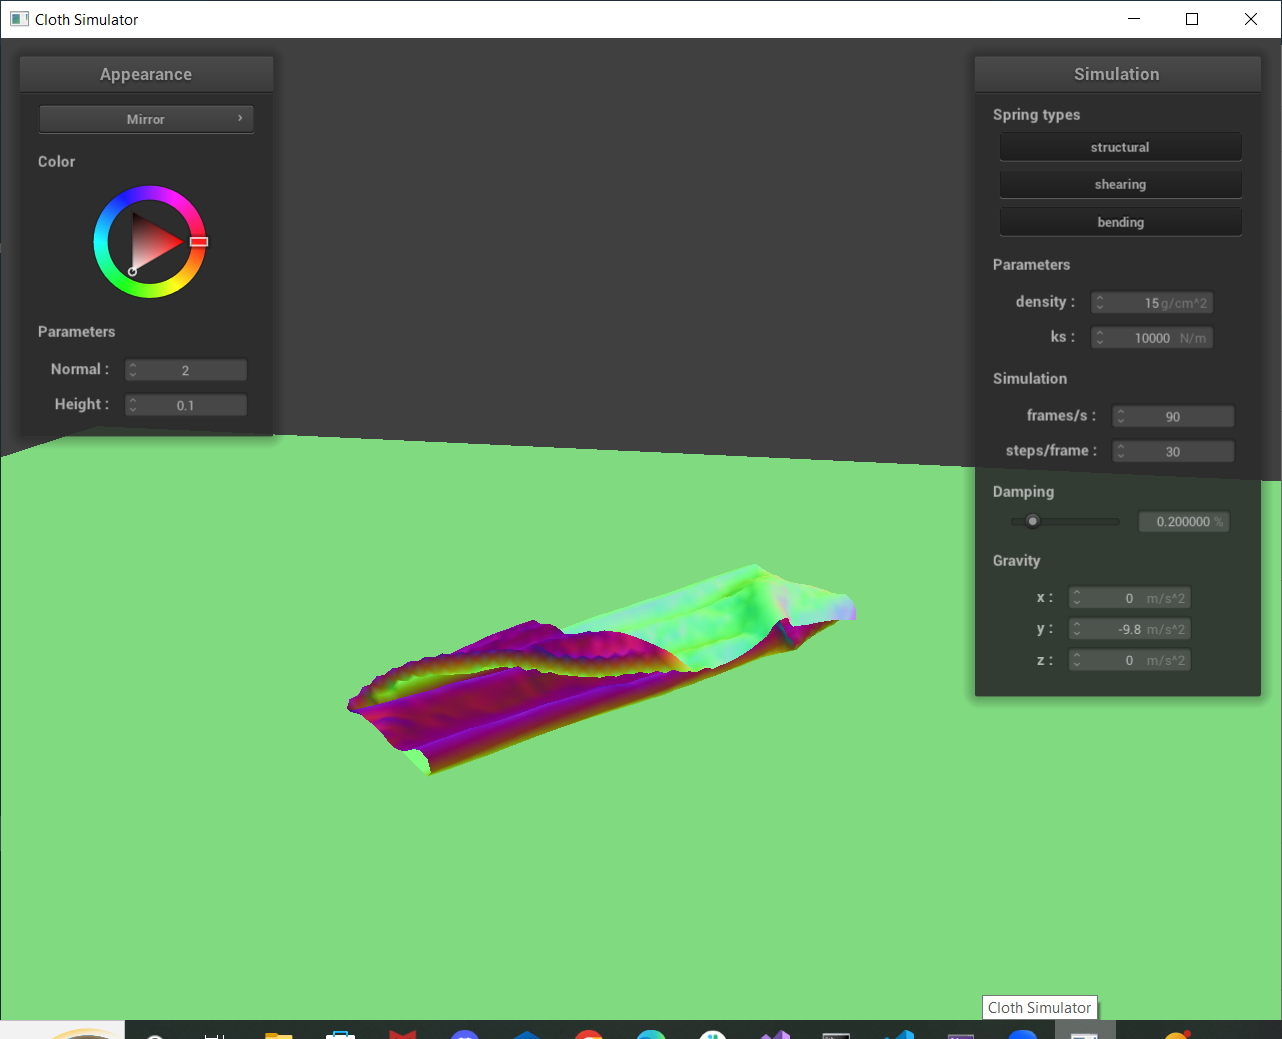 Cloth Simulator
Appearance
Mirror
Color
Parameters
Normal : 2
Height : 0.1
Simulation
Spring types
structural
shearing
bending
Parameters
density : 15 g/cm^2
ks : 10000 N/m
Simulation
frames/s : 90
steps/frame : 30
Damping
0.200000 %
Gravity
x : 0 m/s^2
y : -9.8 m/s^2
z : 0 m/s^2
Cloth Simulator